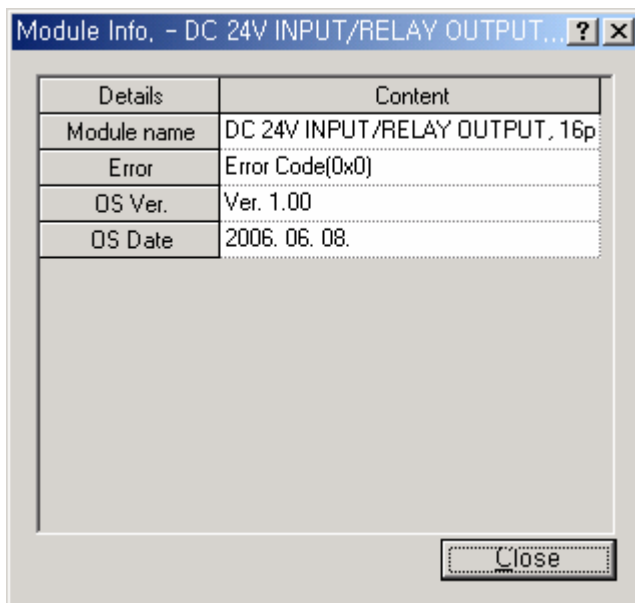 Module Info, - DC 24V INPUT/RELAY OUTPUT...
Details Content
Module name DC 24V INPUT/RELAY OUTPUT, 16p
Error Error Code(0x0)
OS Ver. Ver. 1.00
OS Date 2006. 06. 08.
Close